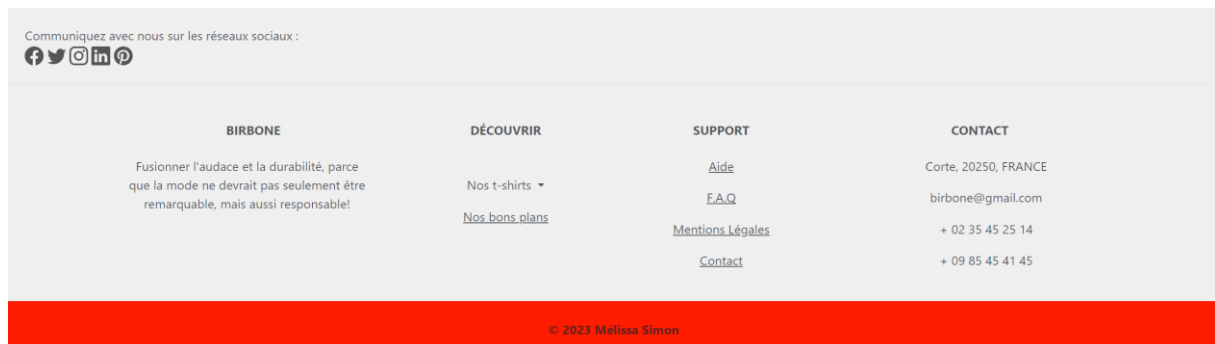 Communiquez avec nous sur les réseaux sociaux :
BIRBONE
Fusionner l'audace et la durabilité, parce
que la mode ne devrait pas seulement être
remarquable, mais aussi responsable!
DÉCOUVRIR
Nos t-shirts
Nos bons plans
SUPPORT
Aide
F.A.Q
Mentions Légales
Contact
CONTACT
Corte, 20250, FRANCE
birbone@gmail.com
+ 02 35 45 25 14
+ 09 85 45 41 45
© 2023 Mélissa Simon